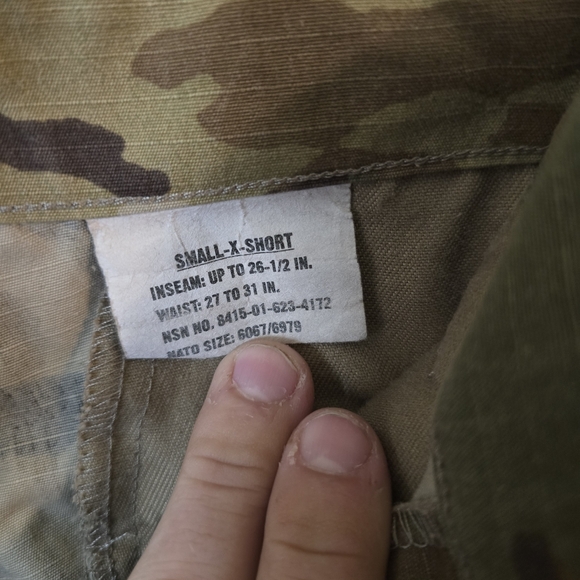 SMALL-X-SHORT
INSEAM: UP TO 26-1/2 IN.
WAIST: 27 TO 31 IN.
NSN NO. 8415-01-623-4172
NATO SIZE: 6067/6979